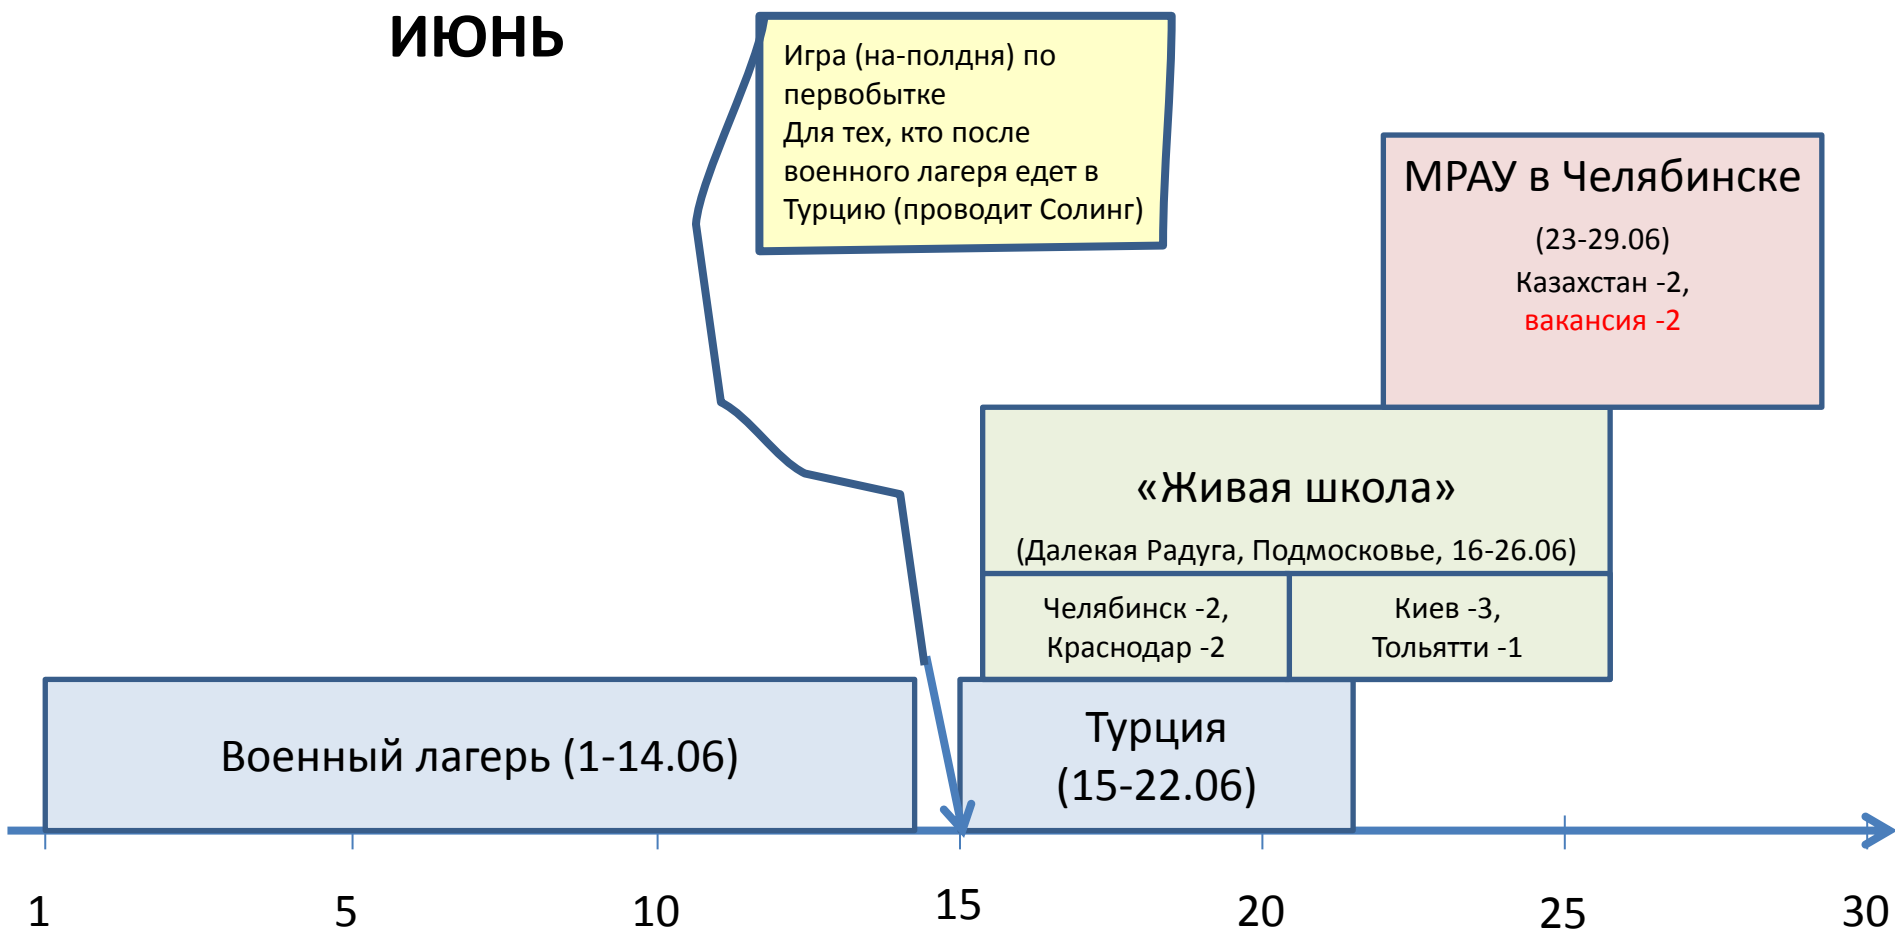 ИЮНЬ
Игра (на-полдня) по
первобытке
Для тех, кто после
военного лагеря едет в
Турцию (проводит Солинг)
МРАУ в Челябинске
(23-29.06)
Казахстан -2,
вакансия -2
«Живая школа»
(Далекая Радуга, Подмосковье, 16-26.06)
Челябинск -2,
Краснодар -2
Киев -3,
Тольятти -1
Военный лагерь (1-14.06)
Турция
(15-22.06)
1 5 10 15 20 25 30